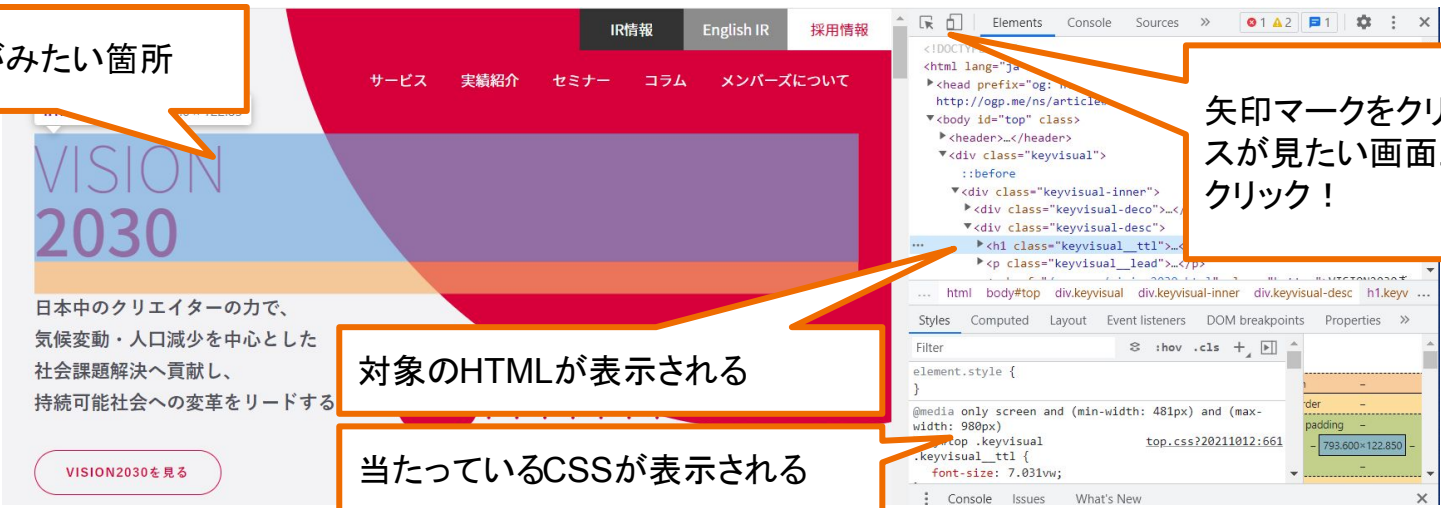 がみたい箇所
IR情報
English IR
採用情報
サービス
実績紹介
セミナー
コラム
メンバーズについて
VISION
2030
日本中のクリエイターの力で、
気候変動・人口減少を中心とした
社会課題解決へ貢献し、
持続可能社会への変革をリードする
VISION2030を見る
対象のHTMLが表示される
当たっているCSSが表示される
矢印マークをクリ
スが見たい画面
クリック！
Elements Console Sources »
1 2 1
<html lang="ja
▶<head prefix="og:
http://ogp.me/ns/article
▼<body id="top" class>
▶<header>…</header>
▼<div class="keyvisual">
::before
▼<div class="keyvisual-inner">
▶<div class="keyvisual-deco">…</
▼<div class="keyvisual-desc">
▶<h1 class="keyvisual__ttl">…<
▶<p class="keyvisual__lead">…</p>
... html body#top div.keyvisual div.keyvisual-inner div.keyvisual-desc h1.keyv ...
Styles Computed Layout Event listeners DOM breakpoints Properties »
Filter :hov .cls +
element.style {
}
@media only screen and (min-width: 481px) and (max-
width: 980px)
top .keyvisual top.css?20211012:661
.keyvisual__ttl {
font-size: 7.031vw;
rder –
padding –
– 793.600×122.850 –
–
Console Issues What's New